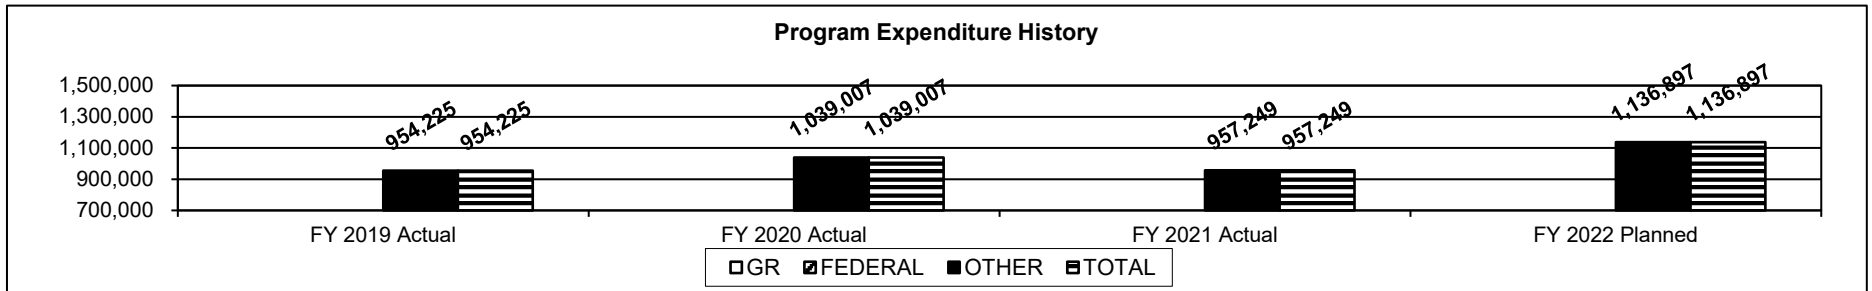 Program Expenditure History
1,500,000
1,300,000
1,100,000
900,000
700,000
954,225
954,225
1,039,007
1,039,007
957,249
957,249
1,136,897
1,136,897
FY 2019 Actual
FY 2020 Actual
FY 2021 Actual
FY 2022 Planned
GR FEDERAL OTHER TOTAL